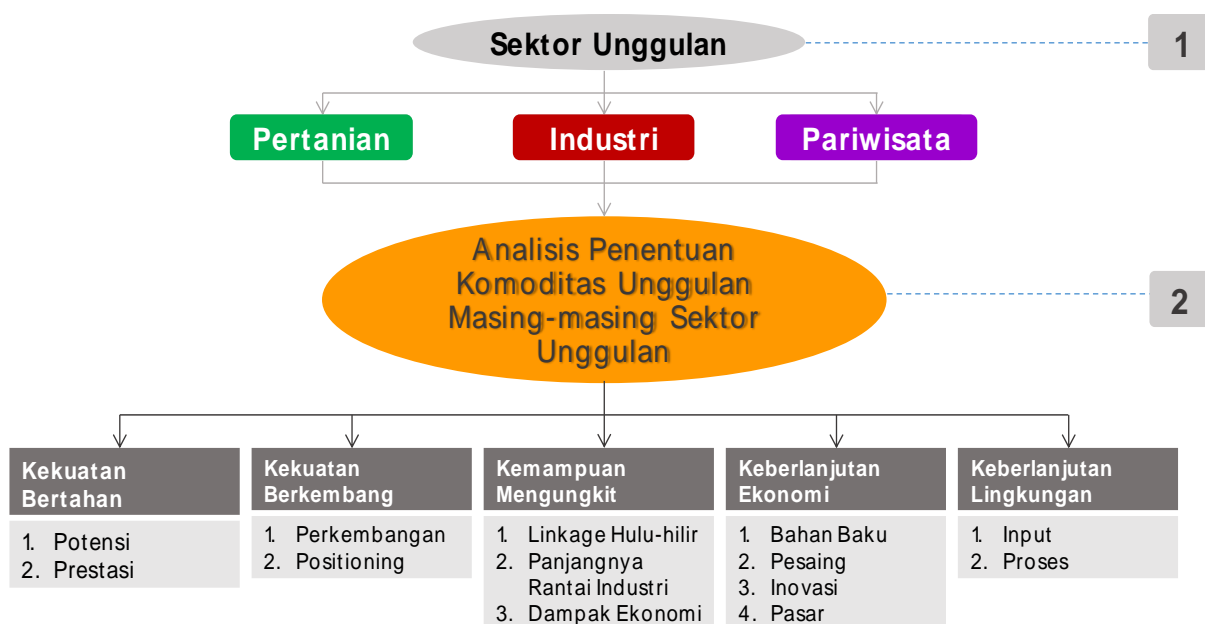 Sektor Unggulan
1
Pertanian
Industri
Pariwisata
Analisis Penentuan
Komoditas Unggulan
Masing-masing Sektor
Unggulan
2
Kekuatan
Bertahan
1. Potensi
2. Prestasi
Kekuatan
Berkembang
1. Perkembangan
2. Positioning
Kemampuan
Mengungkit
1. Linkage Hulu-hilir
2. Panjangnya
Rantai Industri
3. Dampak Ekonomi
Keberlanjutan
Ekonomi
1. Bahan Baku
2. Pesaing
3. Inovasi
4. Pasar
Keberlanjutan
Lingkungan
1. Input
2. Proses